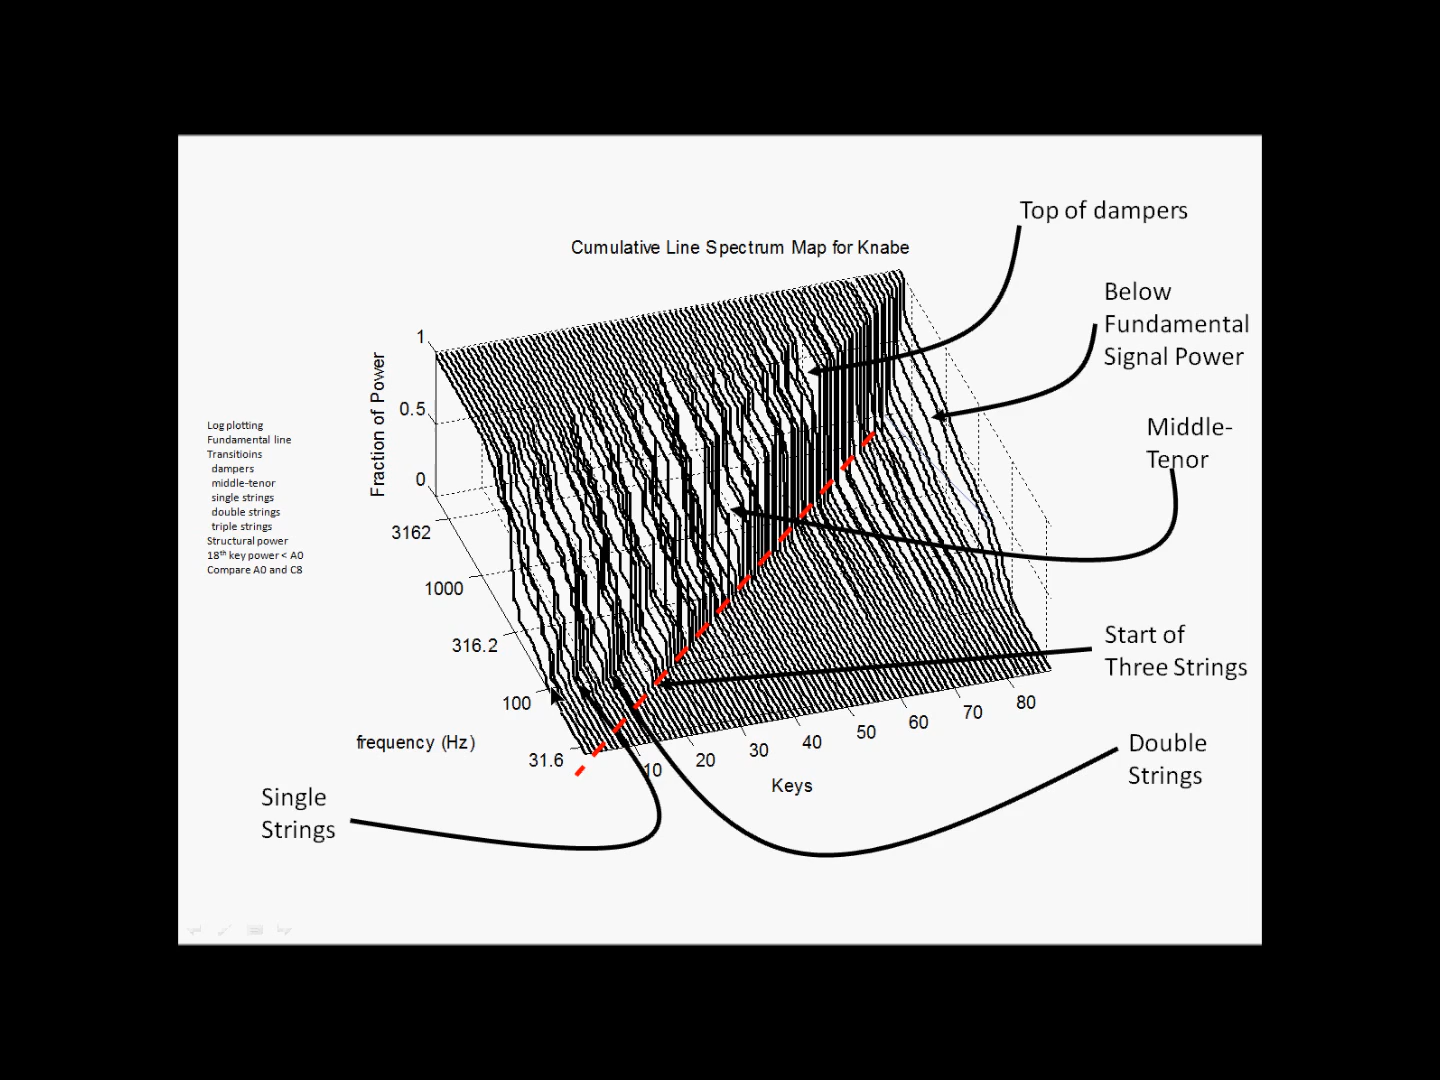 Top of dampers
Cumulative Line Spectrum Map for Knabe
Below
Fundamental
Signal Power
1
0.5
0
Fraction of Power
Middle-
Tenor
Log plotting
Fundamental line
Transitioins
dampers
middle-tenor
single strings
double strings
triple strings
Structural power
18th key power < A0
Compare A0 and C8
3162
1000
316.2
100
31.6
frequency (Hz)
Start of
Three Strings
10
20
30
40
50
60
70
80
Keys
Double
Strings
Single
Strings